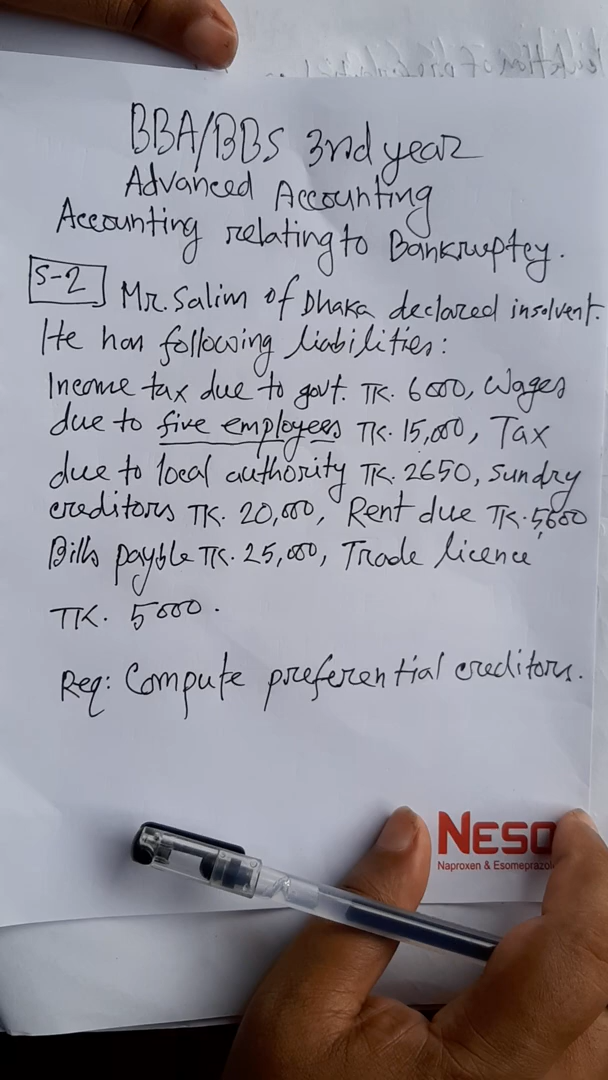 BBA/BBS 3rd year
Advanced Accounting
Accounting relating to Bankruptcy.
S-2 Mr. Salim of Dhaka declared insolvent.
He has following liabilities:
Income tax due to govt. TK. 6000, Wages
due to five employees TK. 15,000, Tax
due to local authority TK. 2650, Sundry
creditors TK. 20,000, Rent due TK. 5600
Bills payble TK. 25,000, Trade licence
TK. 5000.
Req: Compute preferential creditors.
NESO
Naproxen & Esomeprazol